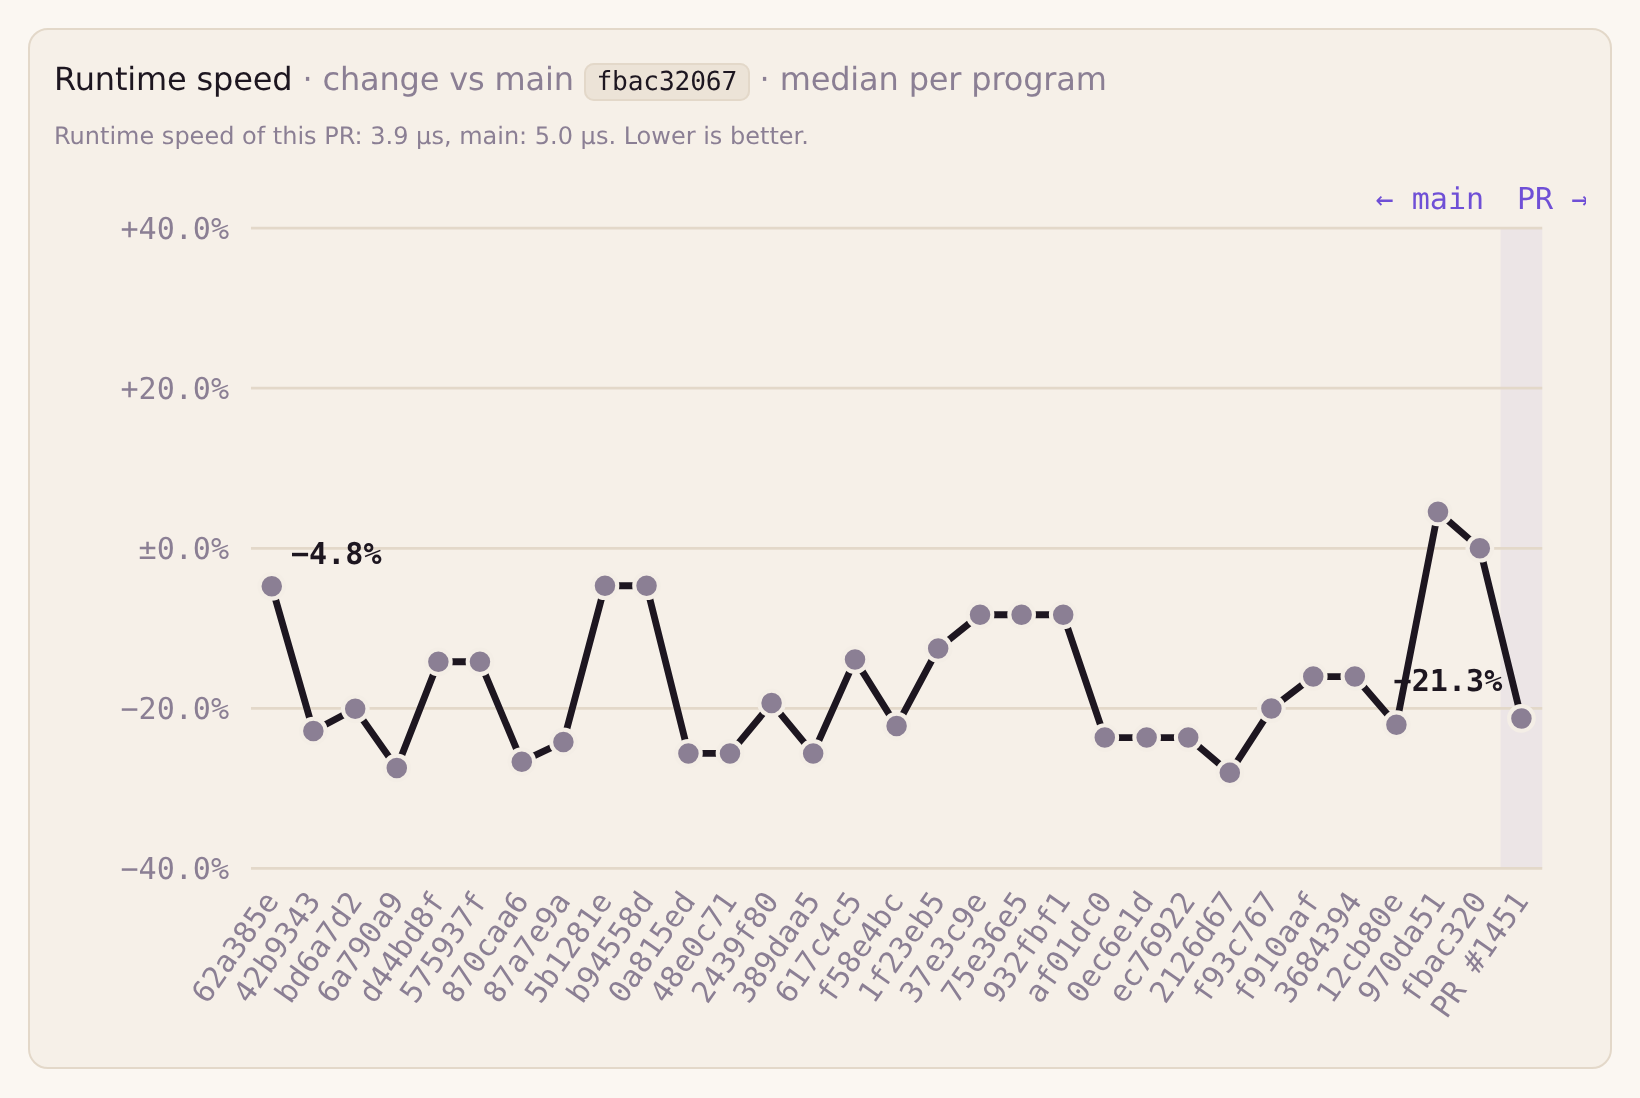 Runtime speed · change vs main fbac32067 · median per program
Runtime speed of this PR: 3.9 µs, main: 5.0 µs. Lower is better.
← main PR →
+40.0%
+20.0%
±0.0%
−20.0%
−40.0%
−4.8%
−21.3%
62a385e
42b9343
bd6a7d2
6a790a9
d44bd8f
575937f
870caa6
87a7e9a
5b1281e
b94558d
0a815ed
48e0c71
2439f80
389daa5
617c4c5
f58e4bc
1f23eb5
37e3c9e
75e36e5
932fbf1
af01dc0
0ec6e1d
ec76922
2126d67
f93c767
f910aaf
3684394
12cb80e
970da51
fbac320
PR #1451